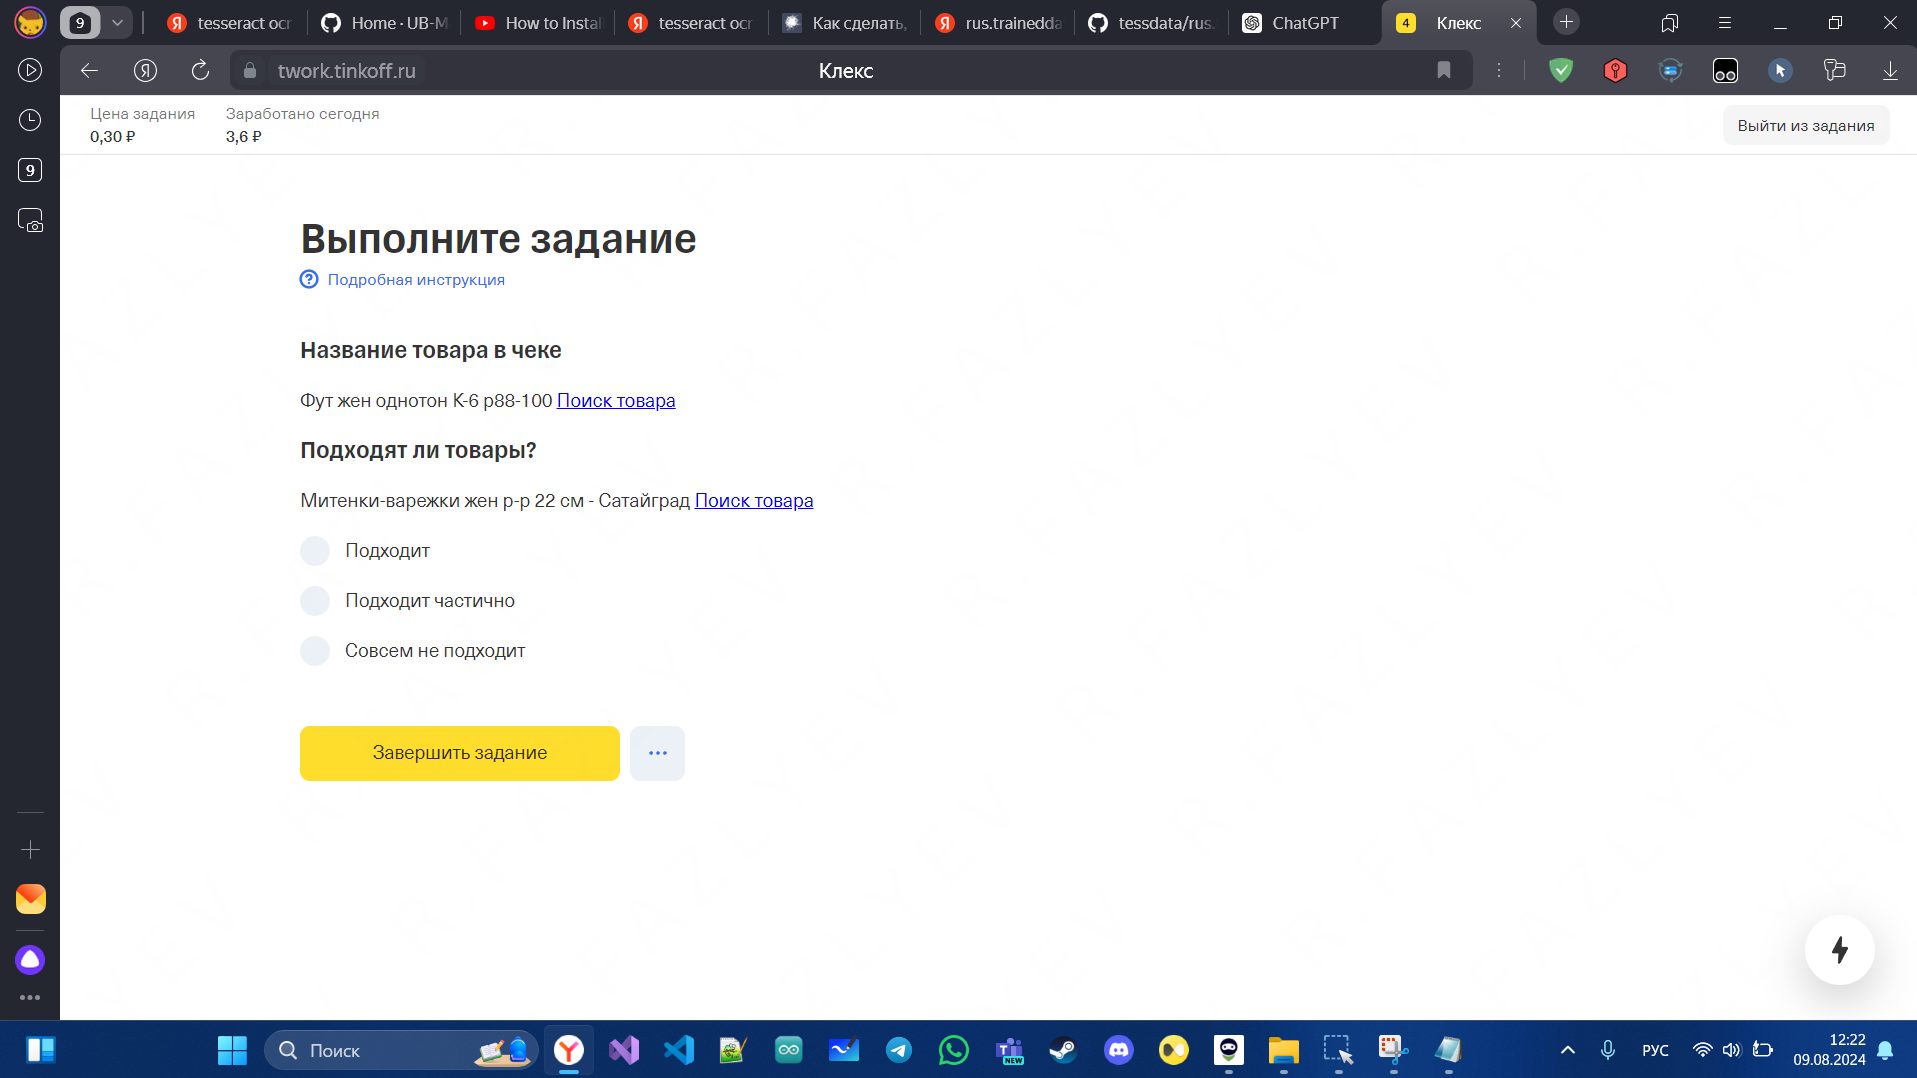 9
tesseract ocr
Home · UB-M
How to Instal
tesseract ocr
Как сделать,
rus.trainedda
tessdata/rus.
ChatGPT
4
Клекс
twork.tinkoff.ru
Клекс
9
Цена задания
0,30 ₽
Заработано сегодня
3,6 ₽
Выйти из задания
Выполните задание
Подробная инструкция
Название товара в чеке
Фут жен однотон К-6 р88-100 Поиск товара
Подходят ли товары?
Митенки-варежки жен р-р 22 см - Сатайград Поиск товара
Подходит
Подходит частично
Совсем не подходит
Завершить задание
Поиск
NEW
РУС
12:22
09.08.2024